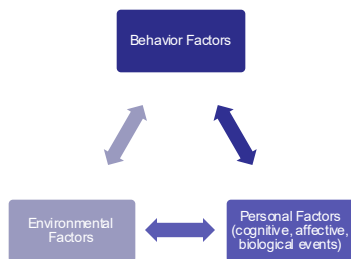 Behavior Factors
Environmental
Factors
Personal Factors
(cognitive, affective,
biological events)